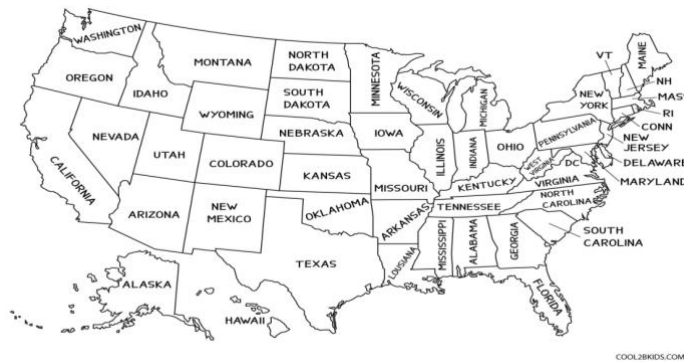 WASHINGTON
OREGON
IDAHO
MONTANA
NORTH
DAKOTA
SOUTH
DAKOTA
WYOMING
NEBRASKA
NEVADA
UTAH
COLORADO
KANSAS
CALIFORNIA
ARIZONA
NEW
MEXICO
OKLAHOMA
TEXAS
MINNESOTA
IOWA
MISSOURI
ARKANSAS
LOUSIANA
WISCONSIN
MICHIGAN
ILLINOIS
INDIANA
OHIO
KENTUCKY
TENNESSEE
MISSISSIPPI
ALABAMA
GEORGIA
FLORIDA
SOUTH
CAROLINA
NORTH
CAROLINA
VIRGINIA
WEST
VIRGINIA
DC
PENNSYLVANIA
NEW
YORK
VT
MAINE
NH
MASS
RI
CONN
NEW
JERSEY
DELAWARE
MARYLAND
ALASKA
HAWAII
COOL2BKIDS.COM